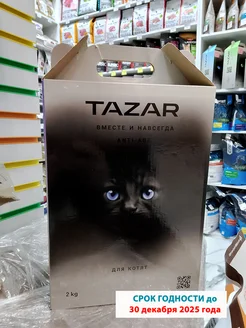 TAZAR
ВМЕСТЕ И НАВСЕГДА
для котят
2 kg
СРОК ГОДНОСТИ до
30 декабря 2025 года